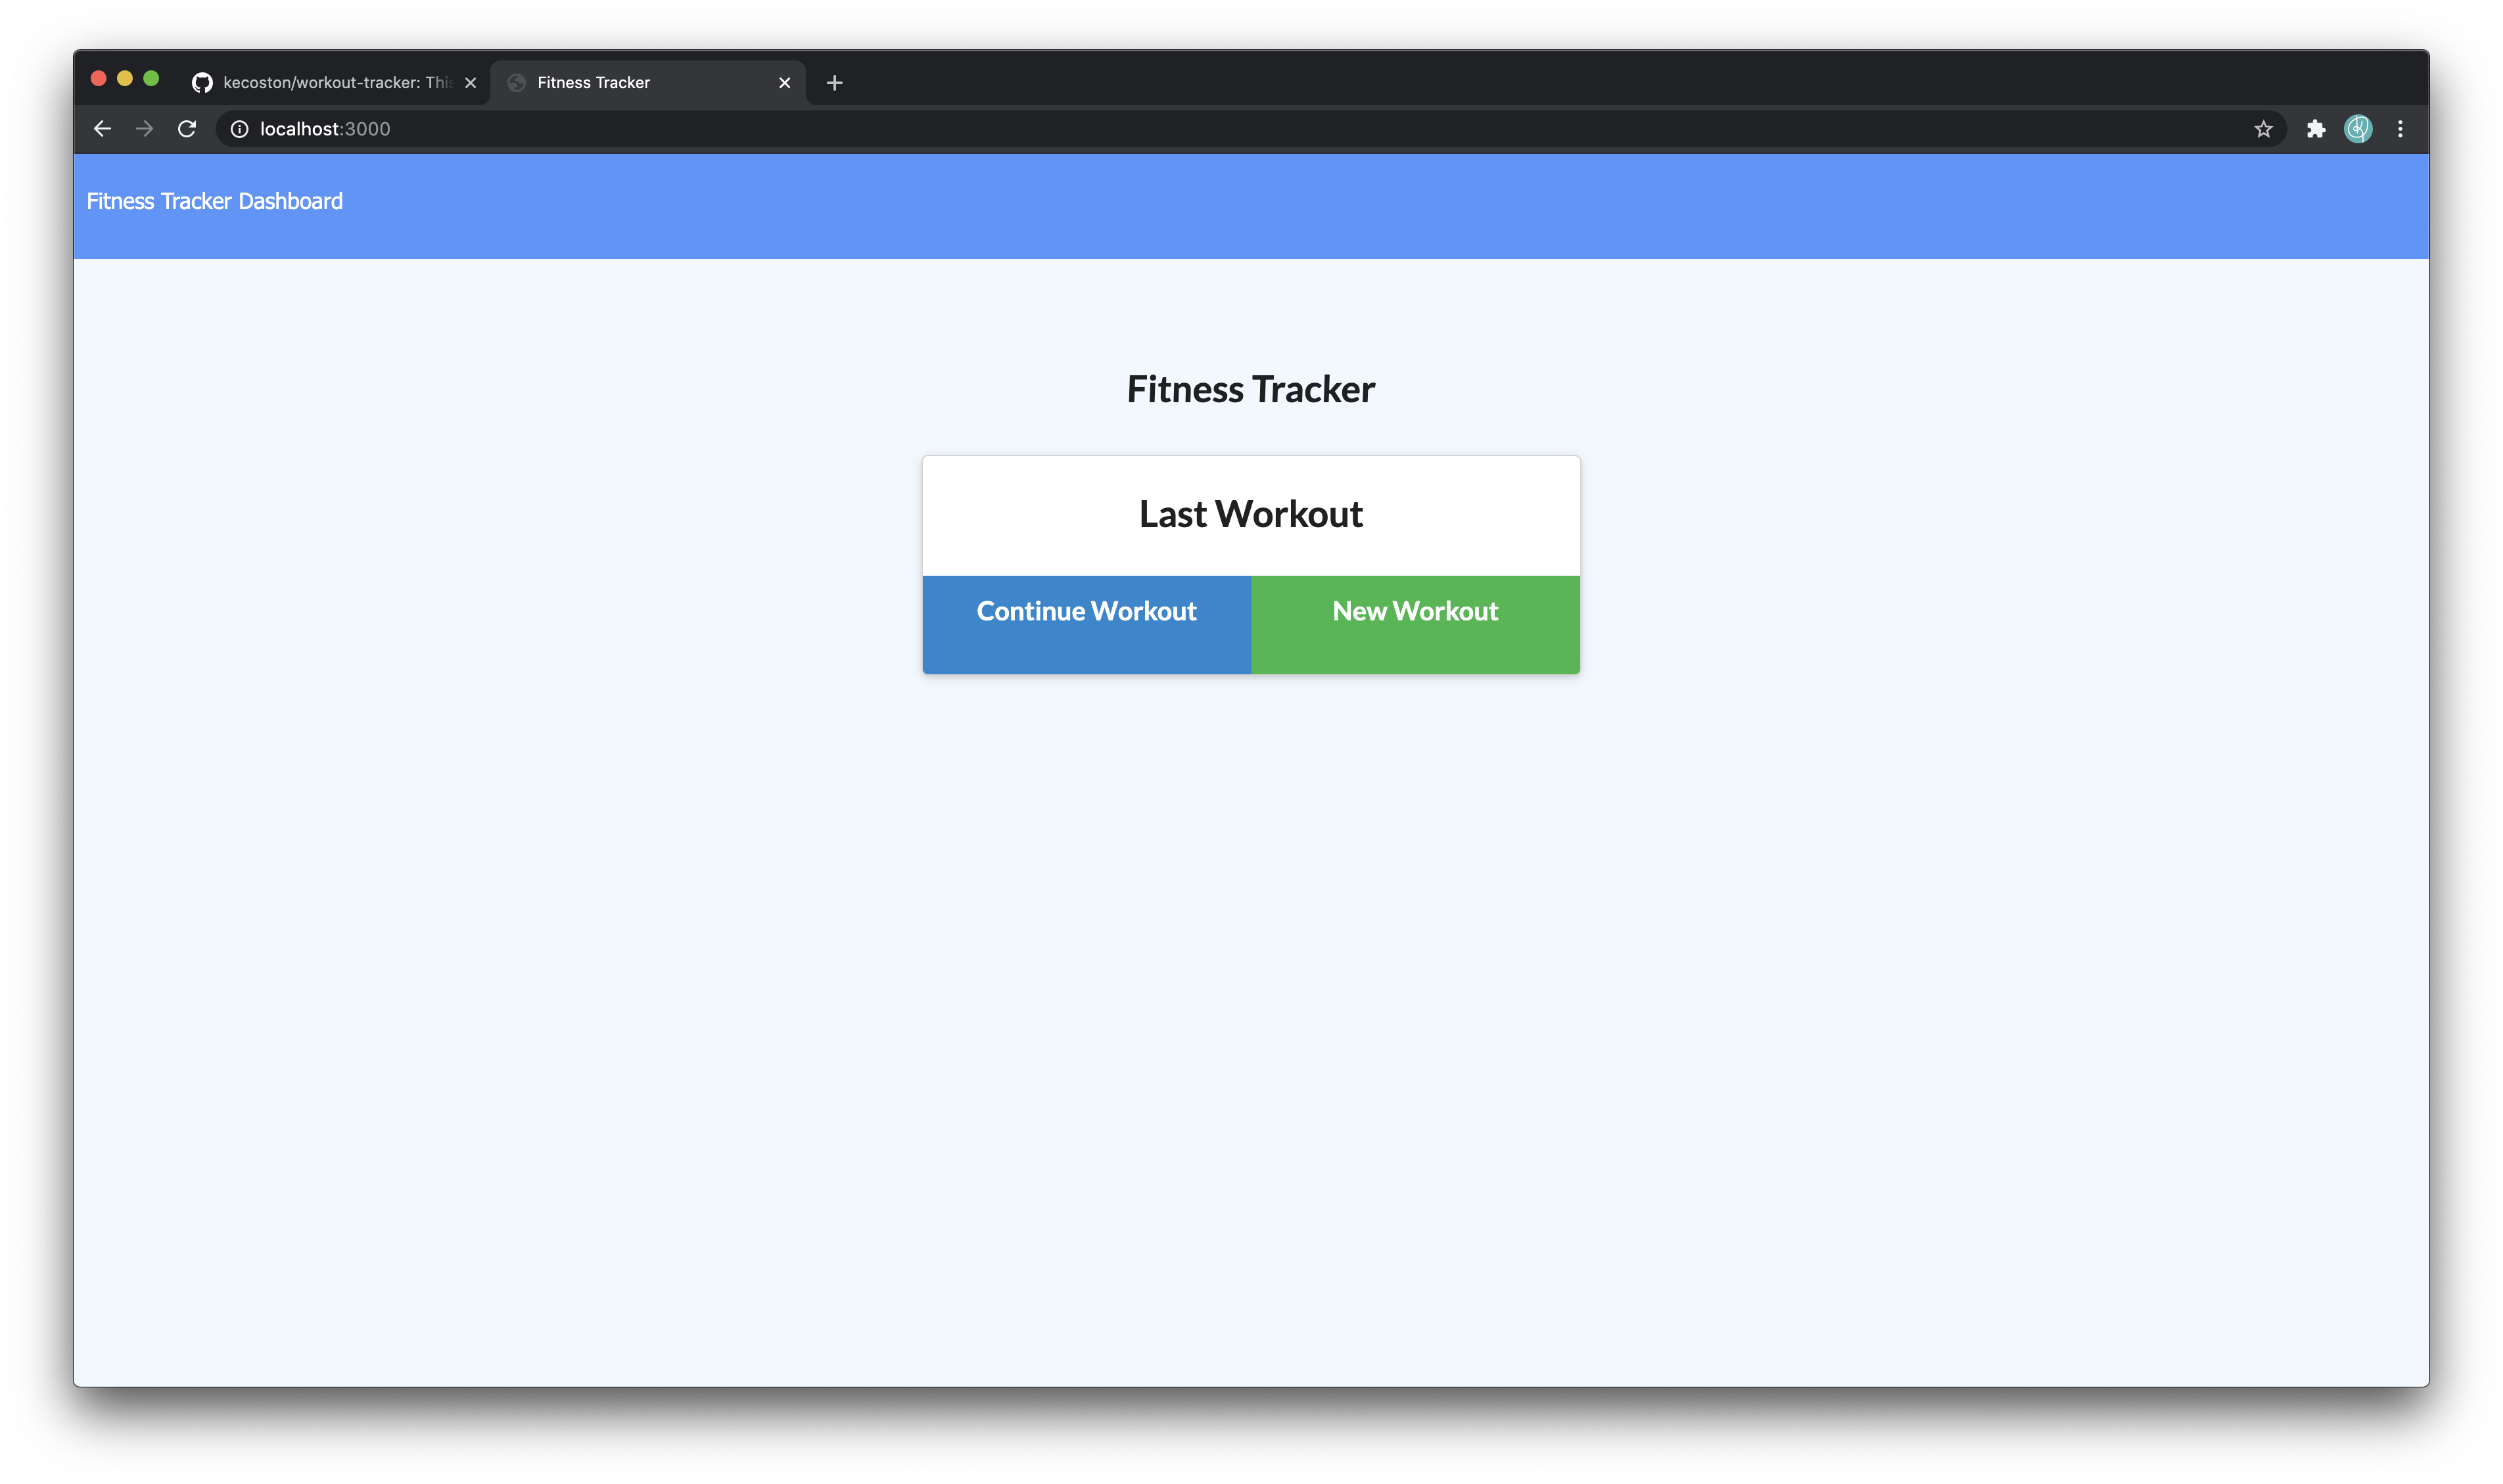 kecoston/workout-tracker: This
Fitness Tracker
localhost:3000
Fitness Tracker Dashboard
Fitness Tracker
Last Workout
Continue Workout
New Workout